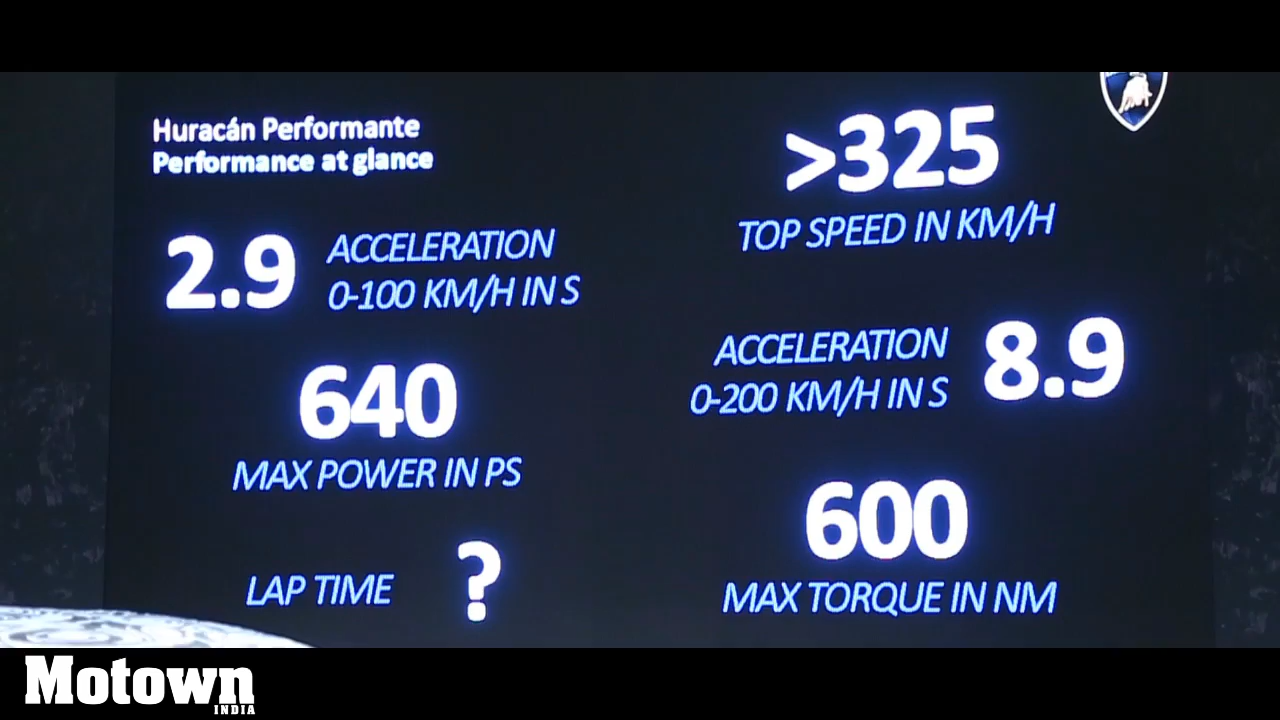 Huracán Performante
Performance at glance
>325
TOP SPEED IN KM/H
2.9
ACCELERATION
0-100 KM/H IN S
ACCELERATION
0-200 KM/H IN S
8.9
640
MAX POWER IN PS
600
MAX TORQUE IN NM
LAP TIME
?
Motown
INDIA